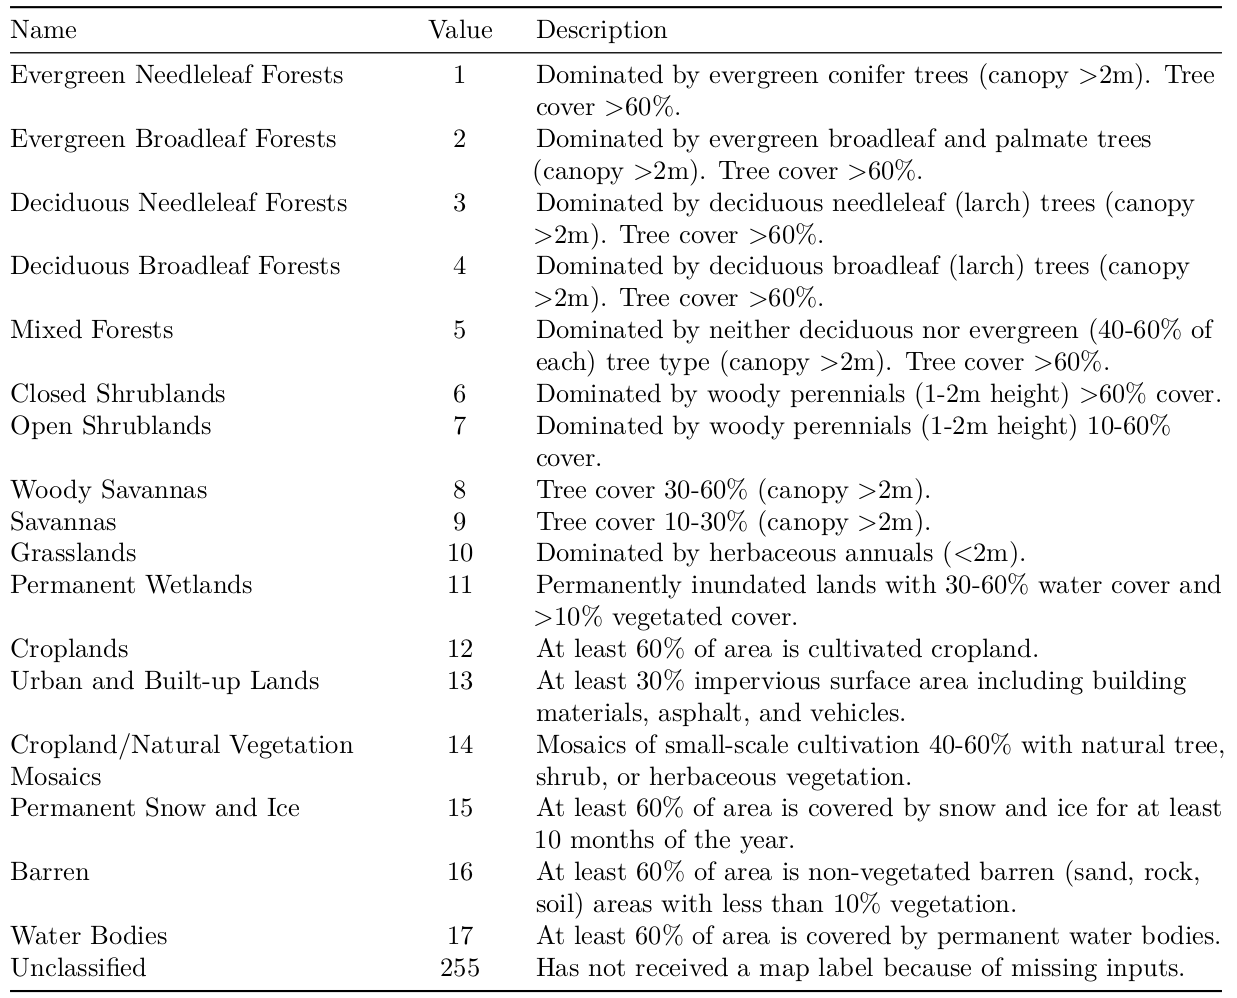 Name Value Description
Evergreen Needleleaf Forests 1 Dominated by evergreen conifer trees (canopy >2m). Tree
cover >60%.
Evergreen Broadleaf Forests 2 Dominated by evergreen broadleaf and palmate trees
(canopy >2m). Tree cover >60%.
Deciduous Needleleaf Forests 3 Dominated by deciduous needleleaf (larch) trees (canopy
>2m). Tree cover >60%.
Deciduous Broadleaf Forests 4 Dominated by deciduous broadleaf (larch) trees (canopy
>2m). Tree cover >60%.
Mixed Forests 5 Dominated by neither deciduous nor evergreen (40-60% of
each) tree type (canopy >2m). Tree cover >60%.
Closed Shrublands 6 Dominated by woody perennials (1-2m height) >60% cover.
Open Shrublands 7 Dominated by woody perennials (1-2m height) 10-60%
cover.
Woody Savannas 8 Tree cover 30-60% (canopy >2m).
Savannas 9 Tree cover 10-30% (canopy >2m).
Grasslands 10 Dominated by herbaceous annuals (<2m).
Permanent Wetlands 11 Permanently inundated lands with 30-60% water cover and
>10% vegetated cover.
Croplands 12 At least 60% of area is cultivated cropland.
Urban and Built-up Lands 13 At least 30% impervious surface area including building
materials, asphalt, and vehicles.
Cropland/Natural Vegetation 14 Mosaics of small-scale cultivation 40-60% with natural tree,
Mosaics shrub, or herbaceous vegetation.
Permanent Snow and Ice 15 At least 60% of area is covered by snow and ice for at least
10 months of the year.
Barren 16 At least 60% of area is non-vegetated barren (sand, rock,
soil) areas with less than 10% vegetation.
Water Bodies 17 At least 60% of area is covered by permanent water bodies.
Unclassified 255 Has not received a map label because of missing inputs.